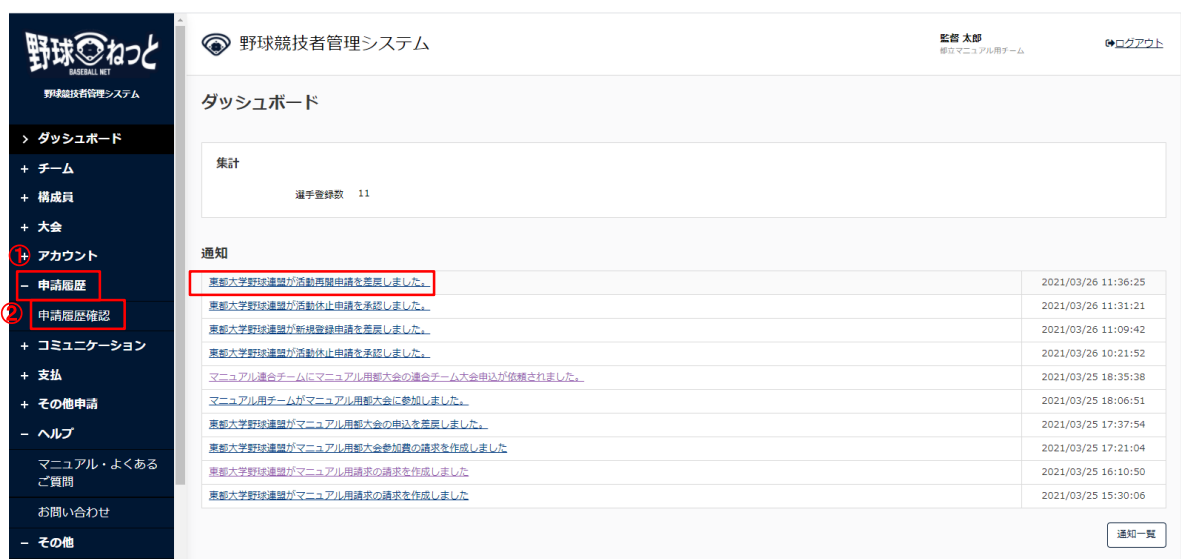 野球ねっと
BASEBALL NET
野球競技者管理システム
> ダッシュボード
+ チーム
+ 構成員
+ 大会
① + アカウント
− 申請履歴
② 申請履歴確認
+ コミュニケーション
+ 支払
+ その他申請
− ヘルプ
マニュアル・よくある
ご質問
お問い合わせ
− その他
野球競技者管理システム
監督 太郎
都立マニュアル用チーム
ログアウト
ダッシュボード
集計
選手登録数 11
通知
東都大学野球連盟が活動再開申請を差戻しました。 2021/03/26 11:36:25
東都大学野球連盟が活動休止申請を承認しました。 2021/03/26 11:31:21
東都大学野球連盟が新規登録申請を差戻しました。 2021/03/26 11:09:42
東都大学野球連盟が活動休止申請を承認しました。 2021/03/26 10:21:52
マニュアル連合チームにマニュアル用都大会の連合チーム大会申込が依頼されました。 2021/03/25 18:35:38
マニュアル用チームがマニュアル用都大会に参加しました。 2021/03/25 18:06:51
東都大学野球連盟がマニュアル用都大会の申込を差戻しました。 2021/03/25 17:37:54
東都大学野球連盟がマニュアル用都大会参加費の請求を作成しました 2021/03/25 17:21:04
東都大学野球連盟がマニュアル用請求の請求を作成しました 2021/03/25 16:10:50
東都大学野球連盟がマニュアル用請求の請求を作成しました 2021/03/25 15:30:06
通知一覧